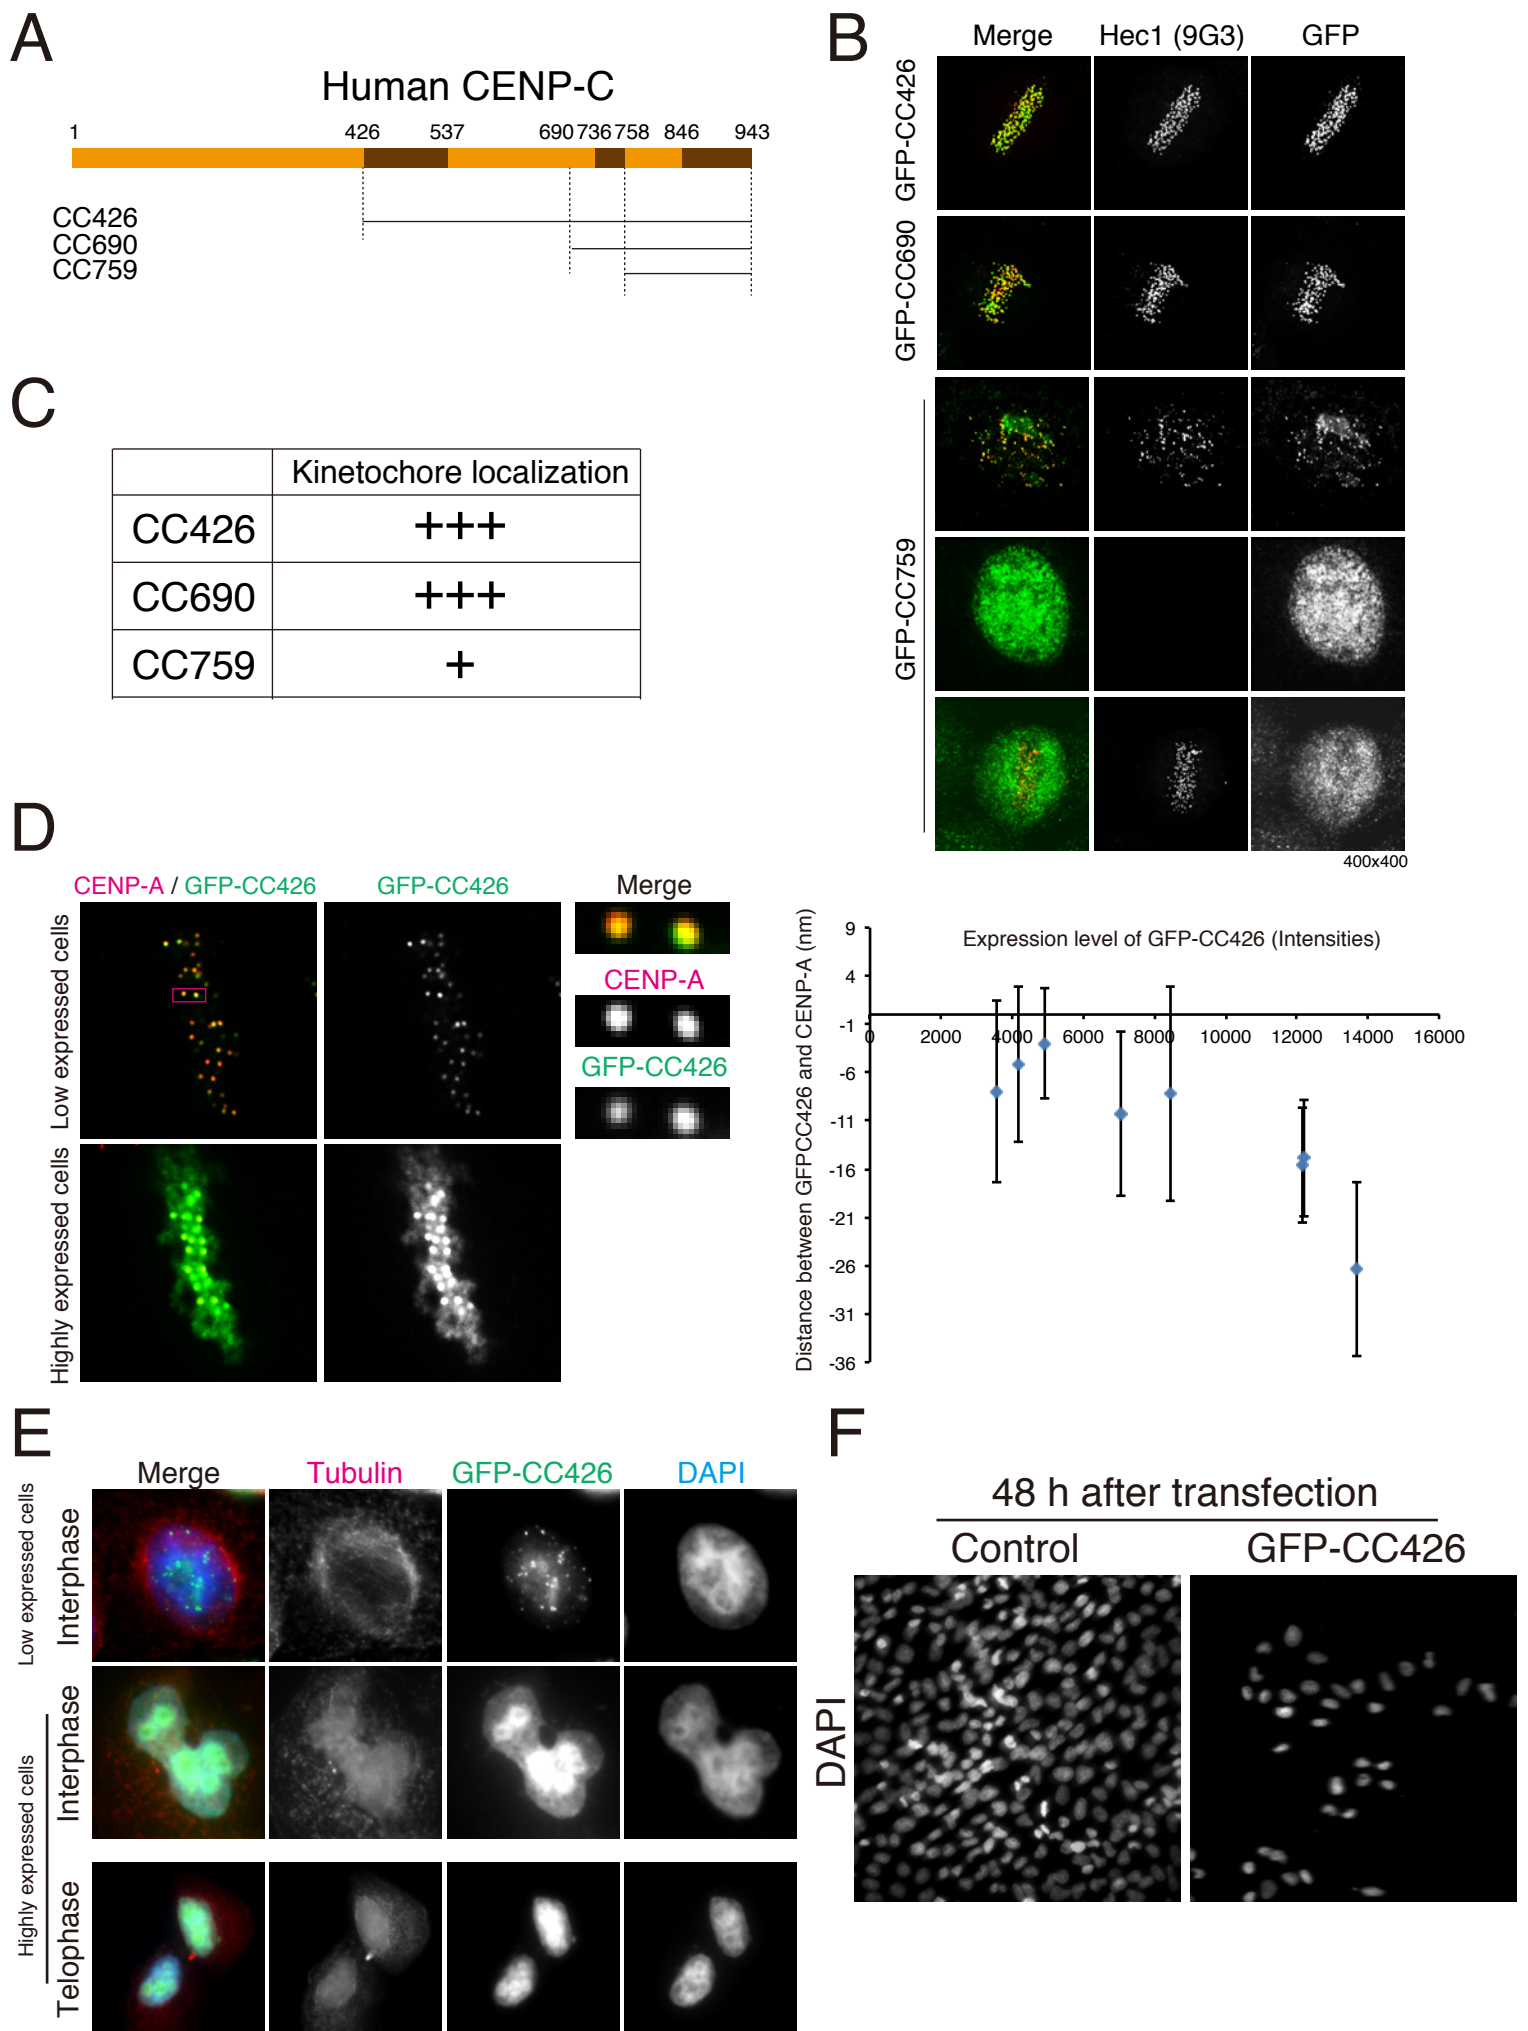 A
Human CENP-C
1 426 537 690 736 758 846 943
CC426
CC690
CC759
B
Merge Hec1 (9G3) GFP
GFP-CC426
GFP-CC690
GFP-CC759
400x400
C
Kinetochore localization
CC426 +++
CC690 +++
CC759 +
D
CENP-A / GFP-CC426 GFP-CC426 Merge
CENP-A
GFP-CC426
Low expressed cells
Highly expressed cells
Expression level of GFP-CC426 (Intensities)
Distance between GFPCC426 and CENP-A (nm)
9
4
-1
-6
-11
-16
-21
-26
-31
-36
0 2000 4000 6000 8000 10000 12000 14000 16000
E
Merge Tubulin GFP-CC426 DAPI
Low expressed cells
Interphase
Highly expressed cells
Interphase
Telophase
F
48 h after transfection
Control GFP-CC426
DAPI